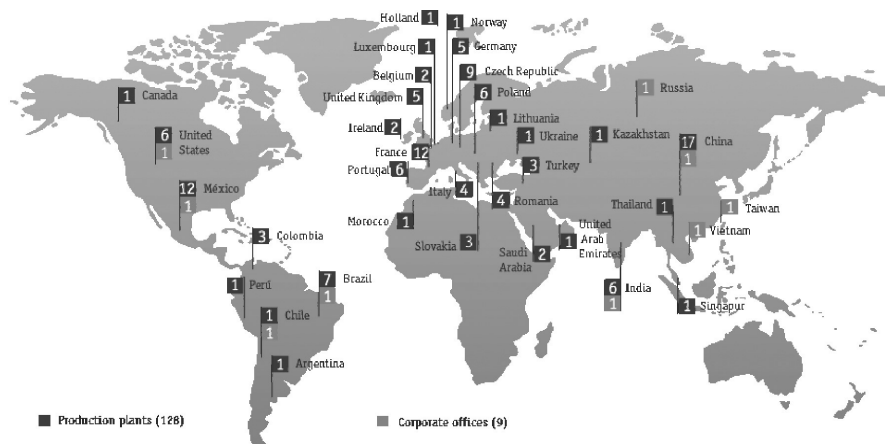 Holland 1
1 Norway
Luxembourg 1
5 Germany
Belgium 2
9 Czech Republic
United Kingdom 5
6 Poland
1 Canada
1 Russia
1 Lithuania
Ireland 2
6 United
States
1
1 Ukraine
1 Kazakhstan
17 China
1
France 12
3 Turkey
Portugal 6
Italy 4
4 Romania
12 México
1
Morocco 1
Thailand 1
1 Taiwan
1 Vietnam
3 Colombia
Slovakia 3
Saudi
Arabia 2
1 United
Arab
Emirates
1 Perú
7 Brazil
1
6 India
1
1 Singapur
1 Chile
1
1 Argentina
Production plants (128)
Corporate offices (9)